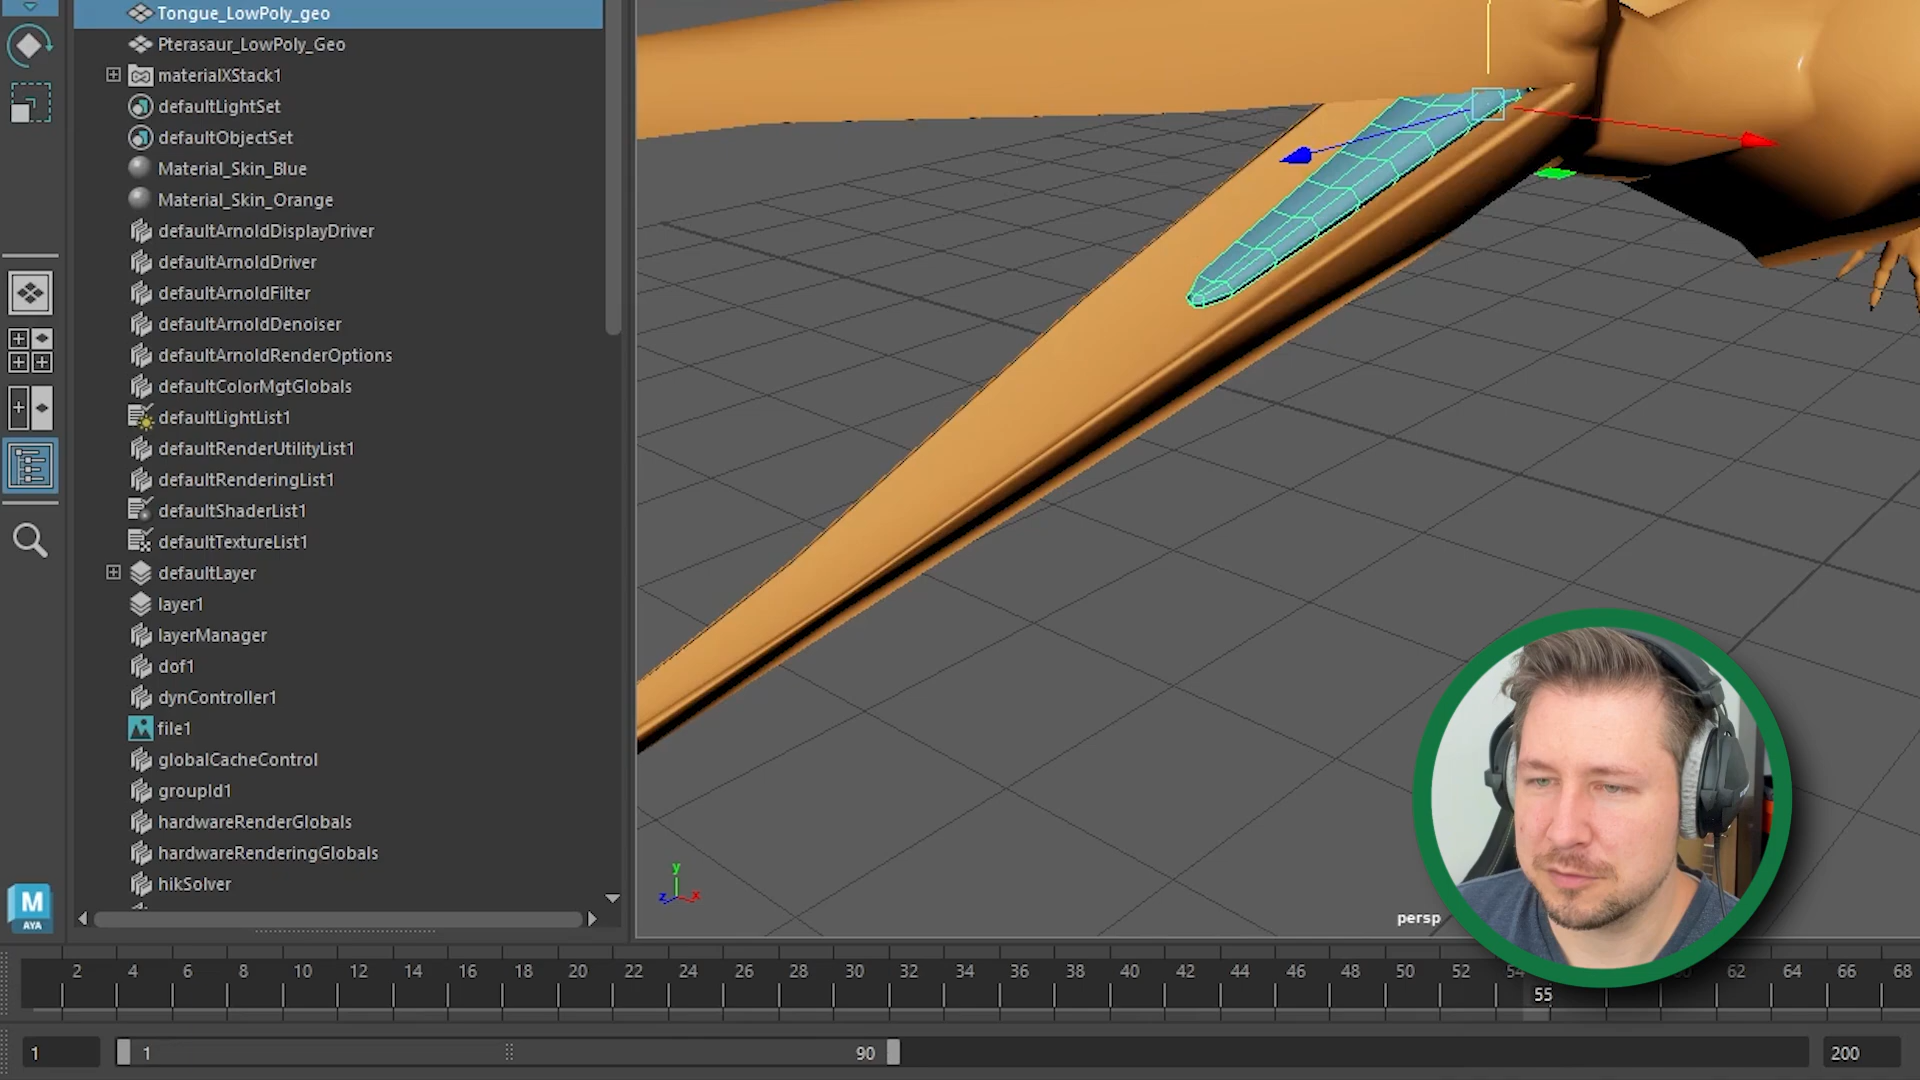 Tongue_LowPoly_geo
Pterasaur_LowPoly_Geo
materialXStack1
defaultLightSet
defaultObjectSet
Material_Skin_Blue
Material_Skin_Orange
defaultArnoldDisplayDriver
defaultArnoldDriver
defaultArnoldFilter
defaultArnoldDenoiser
defaultArnoldRenderOptions
defaultColorMgtGlobals
defaultLightList1
defaultRenderUtilityList1
defaultRenderingList1
defaultShaderList1
defaultTextureList1
defaultLayer
layer1
layerManager
dof1
dynController1
file1
globalCacheControl
groupId1
hardwareRenderGlobals
hardwareRenderingGlobals
hikSolver
M
AYA
y
z x
persp
2 4 6 8 10 12 14 16 18 20 22 24 26 28 30 32 34 36 38 40 42 44 46 48 50 52 54 62 64 66 68
55
1 1 90 200